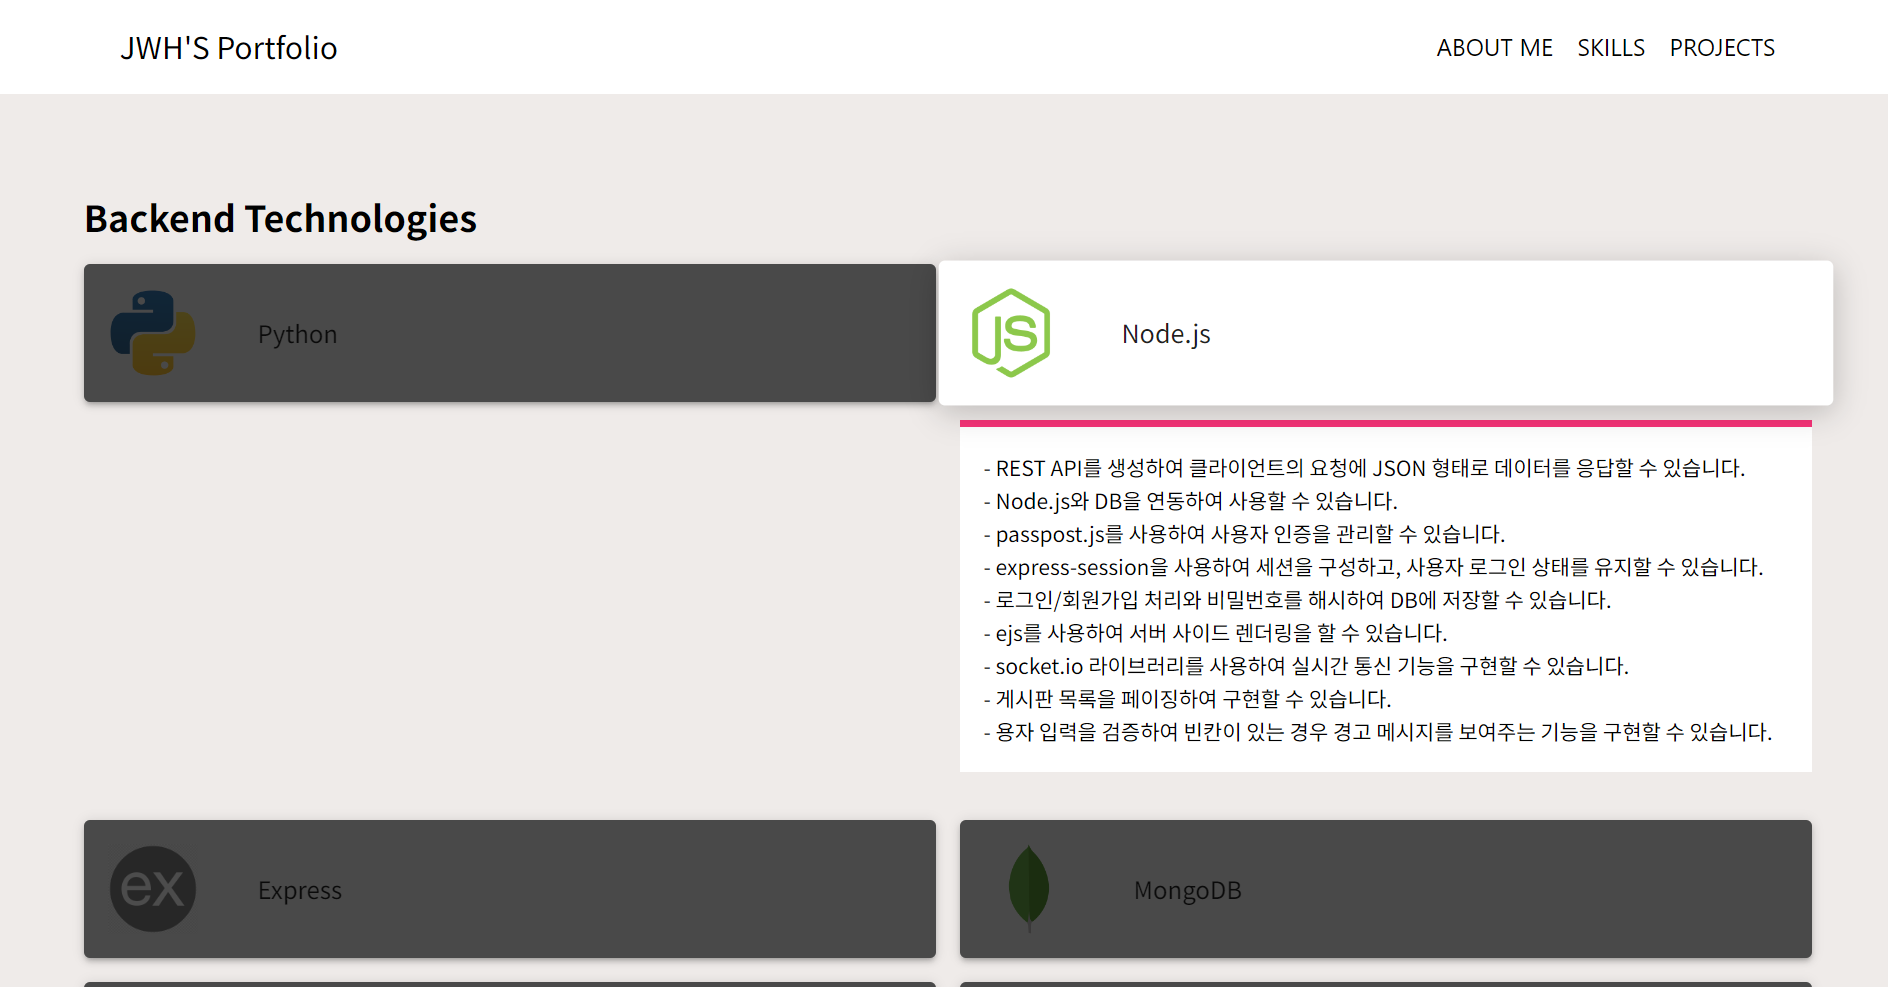 JWH'S Portfolio
ABOUT ME SKILLS PROJECTS
Backend Technologies
Python
JS
Node.js
- REST API를 생성하여 클라이언트의 요청에 JSON 형태로 데이터를 응답할 수 있습니다.
- Node.js와 DB을 연동하여 사용할 수 있습니다.
- passpost.js를 사용하여 사용자 인증을 관리할 수 있습니다.
- express-session을 사용하여 세션을 구성하고, 사용자 로그인 상태를 유지할 수 있습니다.
- 로그인/회원가입 처리와 비밀번호를 해시하여 DB에 저장할 수 있습니다.
- ejs를 사용하여 서버 사이드 렌더링을 할 수 있습니다.
- socket.io 라이브러리를 사용하여 실시간 통신 기능을 구현할 수 있습니다.
- 게시판 목록을 페이징하여 구현할 수 있습니다.
- 용자 입력을 검증하여 빈칸이 있는 경우 경고 메시지를 보여주는 기능을 구현할 수 있습니다.
ex
Express
MongoDB